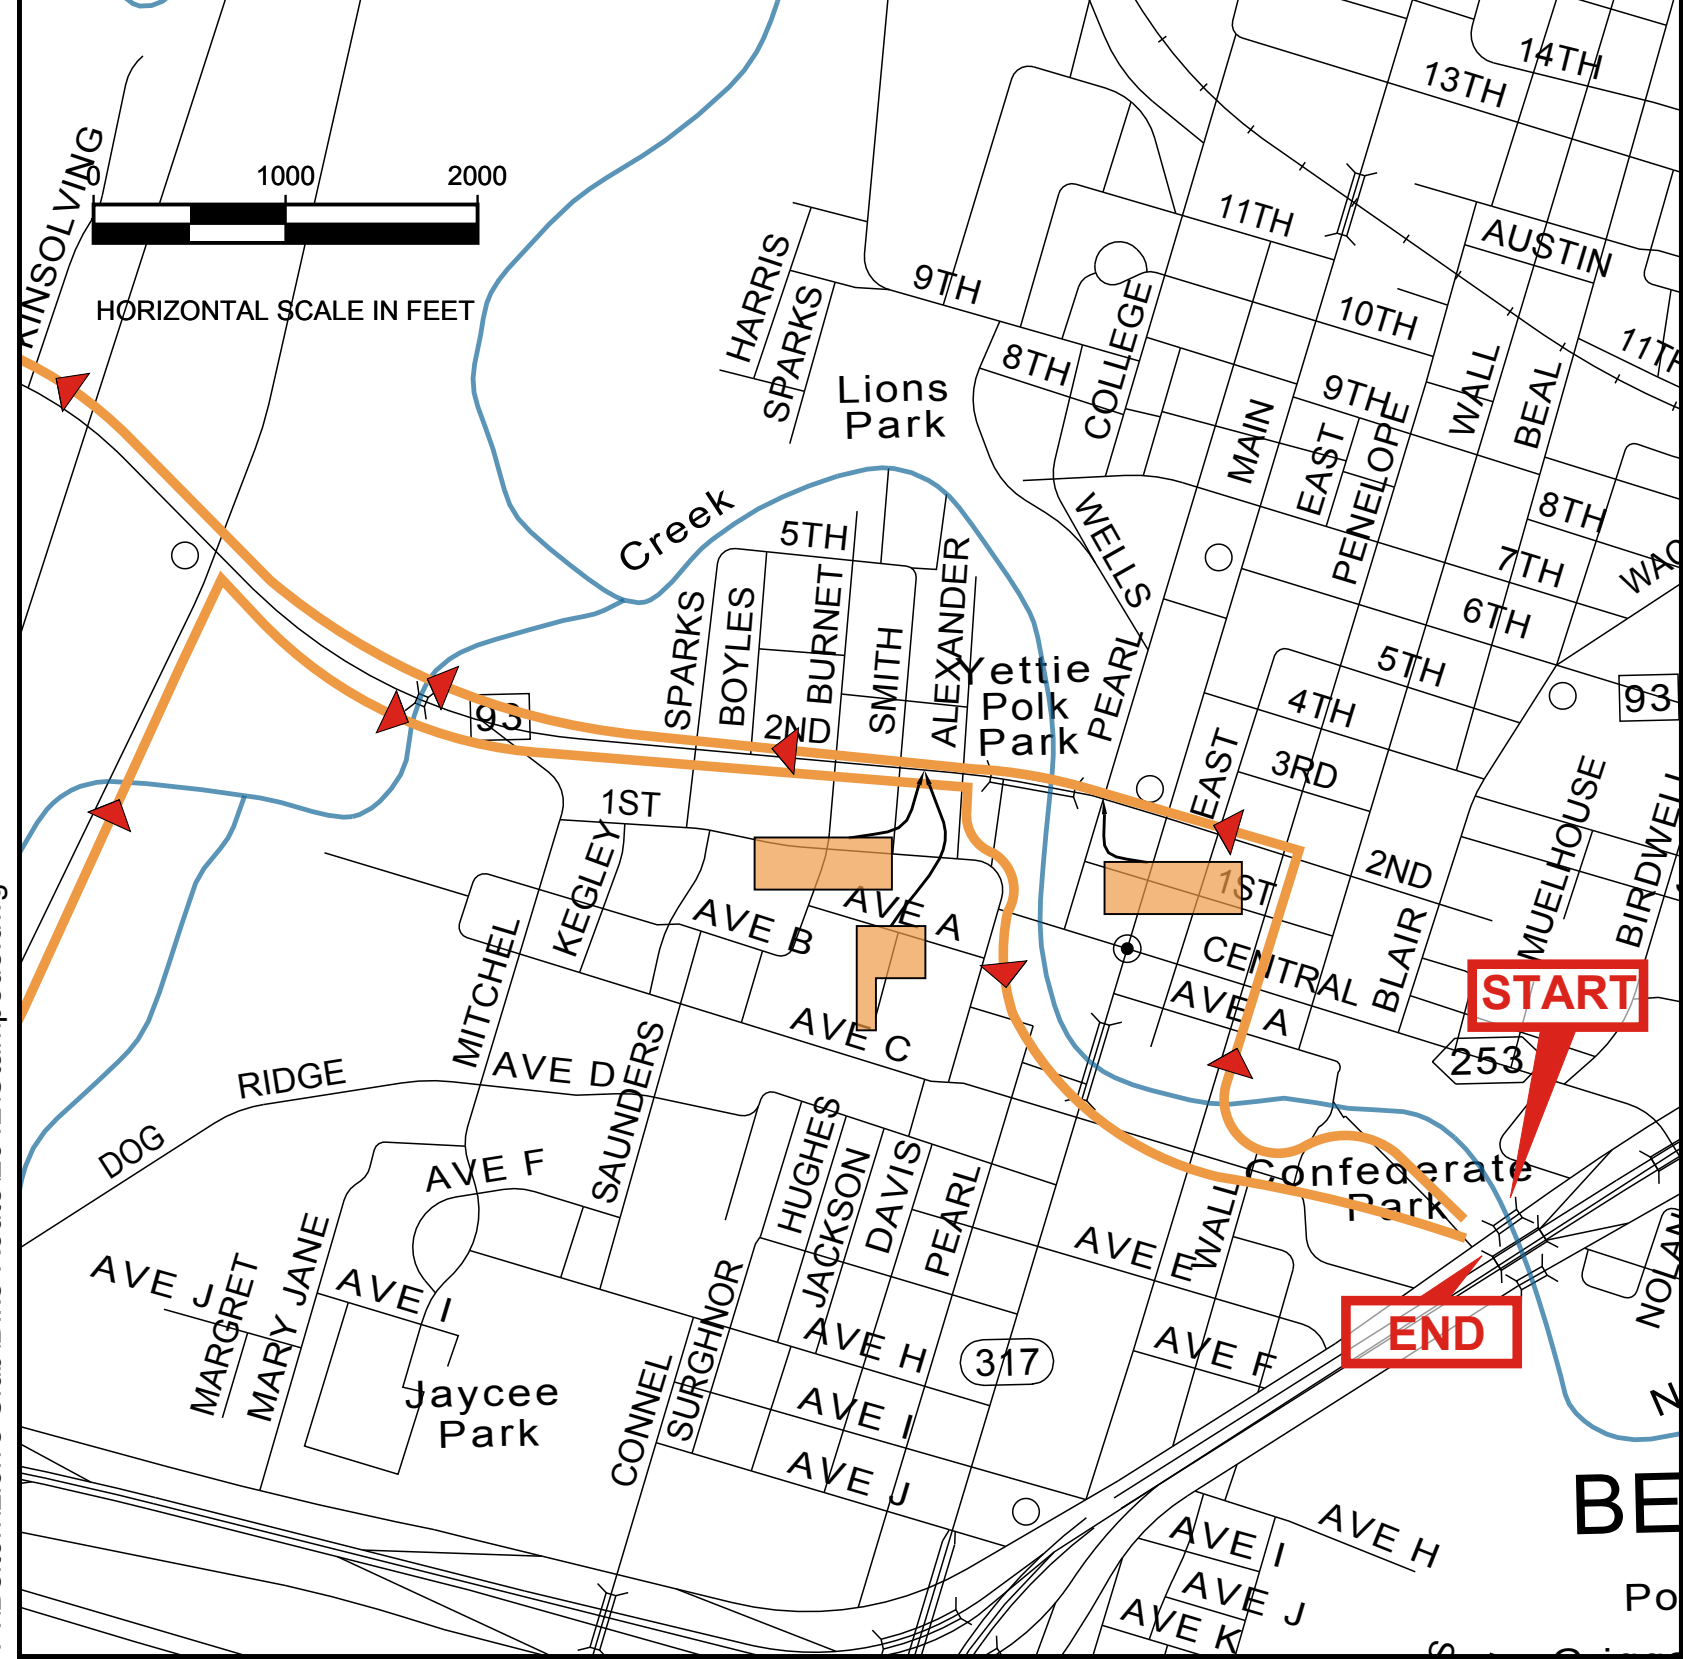 14TH
13TH
KINSOLVING
0 1000 2000
HORIZONTAL SCALE IN FEET
11TH
AUSTIN
HARRIS
SPARKS
9TH
10TH
11TH
8TH
COLLEGE
Lions
Park
9TH
WALL
BEAL
MAIN
EAST
PENELOPE
8TH
Creek
WELLS
5TH
7TH
6TH
SPARKS
BOYLES
BURNET
SMITH
ALEXANDER
Yettie
Polk
Park
PEARL
5TH
4TH
93
93
2ND
EAST
3RD
1ST
KEGLEY
MUELHOUSE
BIRDWELL
2ND
1ST
AVE A
AVE B
MITCHEL
CENTRAL
BLAIR
AVE A
START
AVE C
253
RIDGE
DOG
AVE D
SAUNDERS
HUGHES
JACKSON
DAVIS
PEARL
AVE F
Confederate
Park
WALL
AVE E
NOLAN
AVE J
MARGRET
MARY JANE
AVE I
CONNEL
SURGHNOR
AVE H
317
AVE F
END
Jaycee
Park
AVE I
AVE J
BE
AVE H
AVE I
AVE J
AVE K
Po